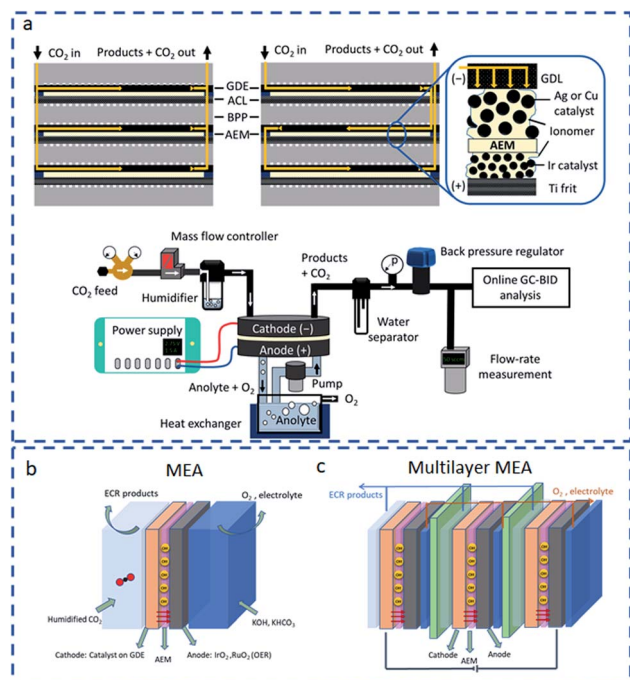 a
CO₂ in Products + CO₂ out
GDE
ACL
BPP
AEM
CO₂ in Products + CO₂ out
(−)
GDL
Ag or Cu
catalyst
Ionomer
AEM
Ir catalyst
(+)
Ti frit
Mass flow controller
CO₂ feed
Humidifier
Products
+ CO₂
P
Back pressure regulator
Online GC-BID
analysis
Water
separator
Flow-rate
measurement
Power supply
Cathode (−)
Anode (+)
Anolyte + O₂
Pump
O₂
Anolyte
Heat exchanger
b
MEA
ECR products
O₂ , electrolyte
Humidified CO₂
KOH, KHCO₃
Cathode: Catalyst on GDE
AEM
Anode: IrO₂,RuO₂ (OER)
c
Multilayer MEA
ECR products
O₂ , electrolyte
Cathode
AEM
Anode